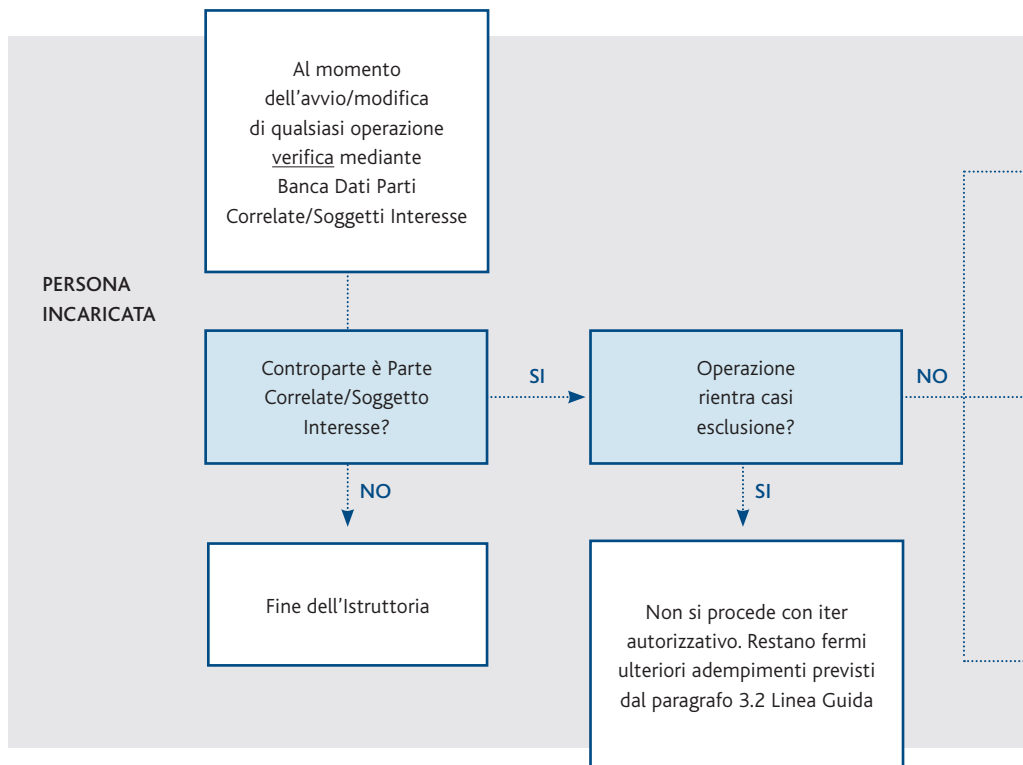 Al momento
dell'avvio/modifica
di qualsiasi operazione
verifica mediante
Banca Dati Parti
Correlate/Soggetti Interesse
PERSONA
INCARICATA
Controparte è Parte
Correlate/Soggetto
Interesse?
SI
Operazione
rientra casi
esclusione?
NO
NO
SI
Fine dell'Istruttoria
Non si procede con iter
autorizzativo. Restano fermi
ulteriori adempimenti previsti
dal paragrafo 3.2 Linea Guida